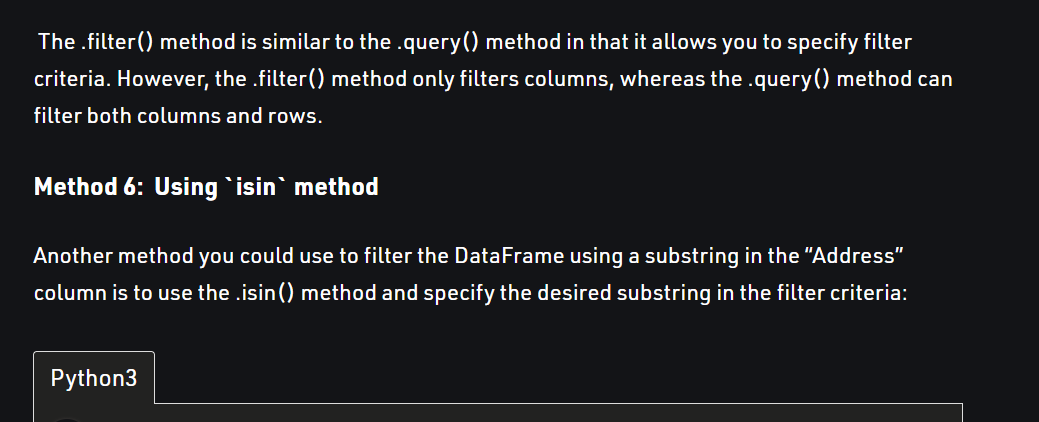 The .filter() method is similar to the .query() method in that it allows you to specify filter
criteria. However, the .filter() method only filters columns, whereas the .query() method can
filter both columns and rows.
Method 6:  Using `isin` method
Another method you could use to filter the DataFrame using a substring in the “Address”
column is to use the .isin() method and specify the desired substring in the filter criteria:
Python3